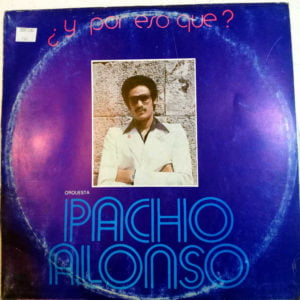 ¿y por eso que?
ORQUESTA
PACHO
ALONSO